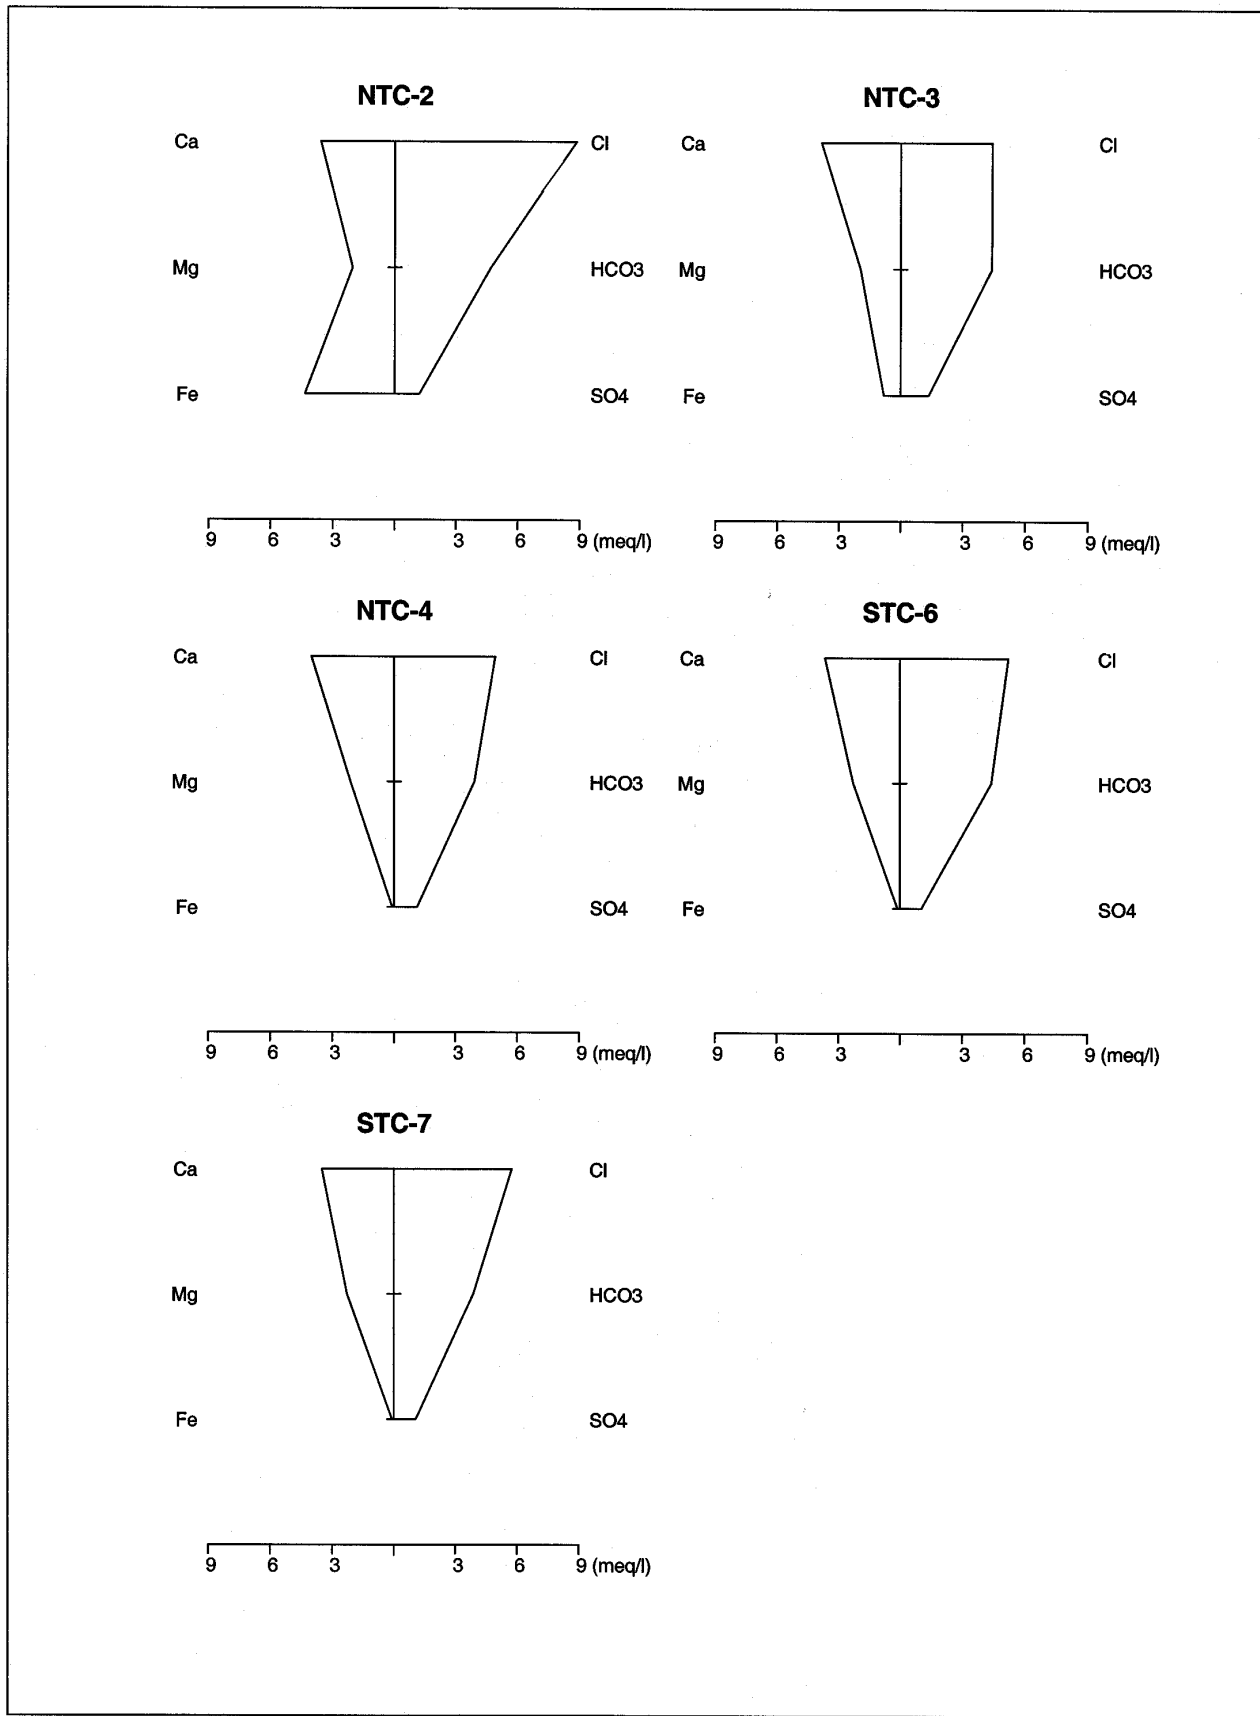 NTC-2 NTC-3
Ca Cl Ca Cl
Mg HCO3 Mg HCO3
Fe SO4 Fe SO4
9 6 3 3 6 9 (meq/l) 9 6 3 3 6 9 (meq/l)
NTC-4 STC-6
Ca Cl Ca Cl
Mg HCO3 Mg HCO3
Fe SO4 Fe SO4
9 6 3 3 6 9 (meq/l) 9 6 3 3 6 9 (meq/l)
STC-7
Ca Cl
Mg HCO3
Fe SO4
9 6 3 3 6 9 (meq/l)